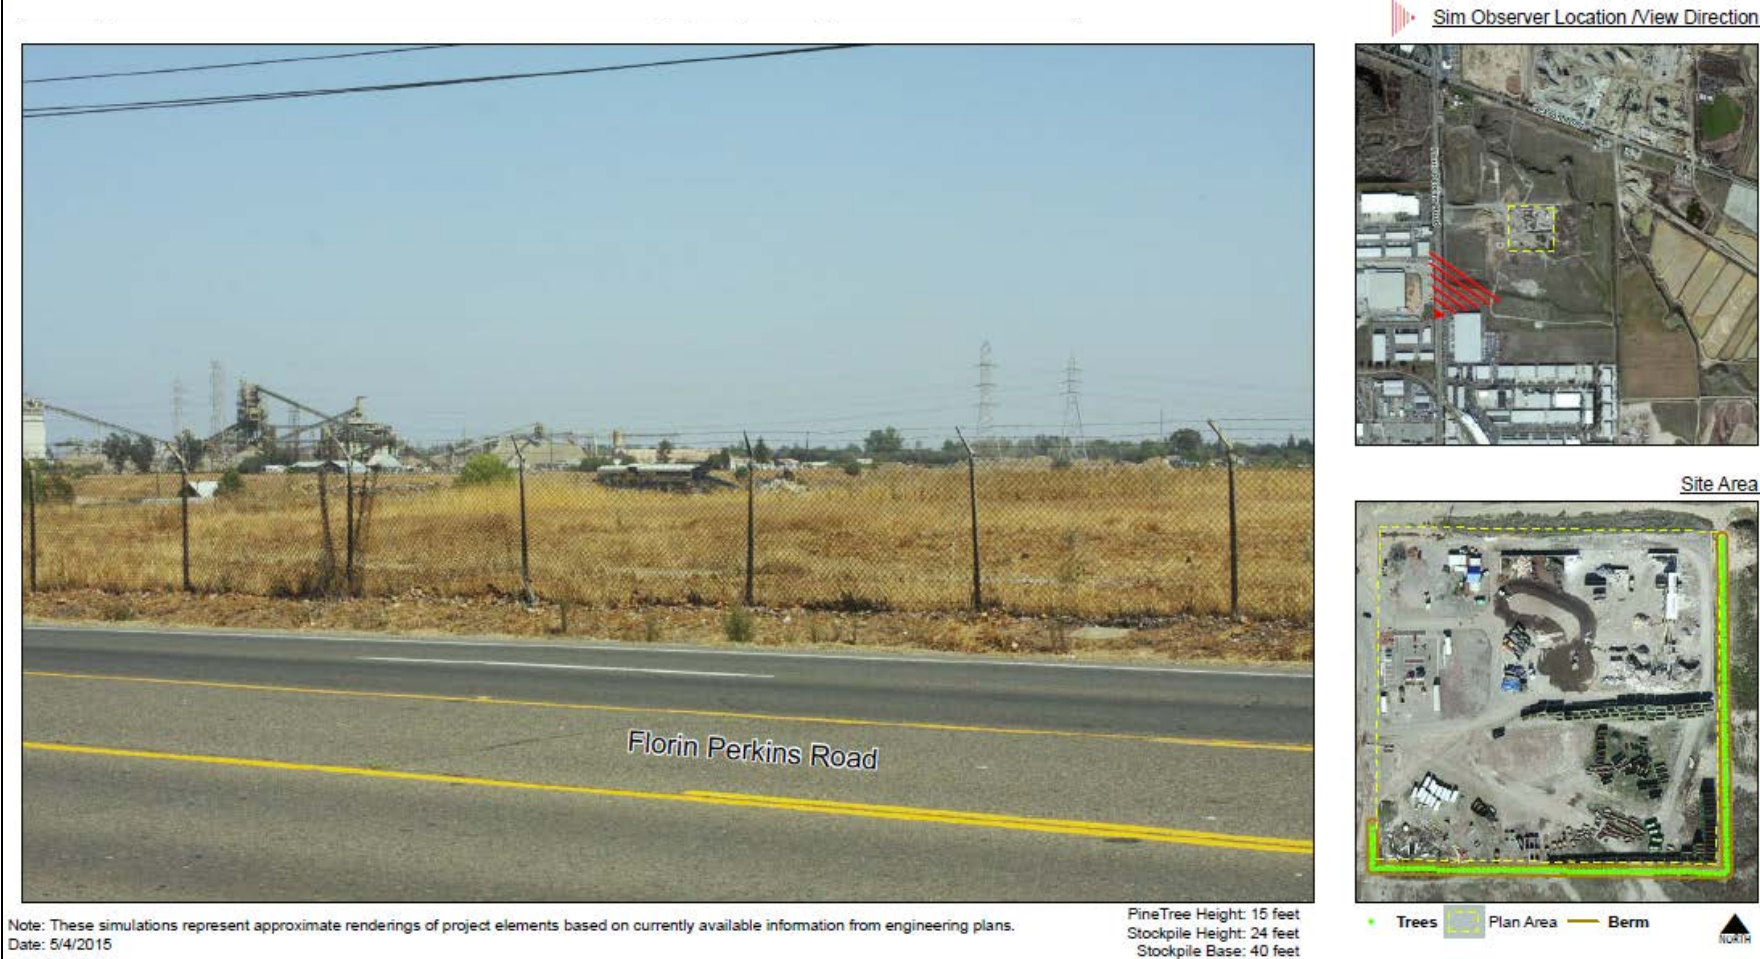 Sim Observer Location /View Direction
Florin Perkins Road
Site Area
Note: These simulations represent approximate renderings of project elements based on currently available information from engineering plans.
Date: 5/4/2015
PineTree Height: 15 feet
Stockpile Height: 24 feet
Stockpile Base: 40 feet
Trees
Plan Area
Berm
NORTH